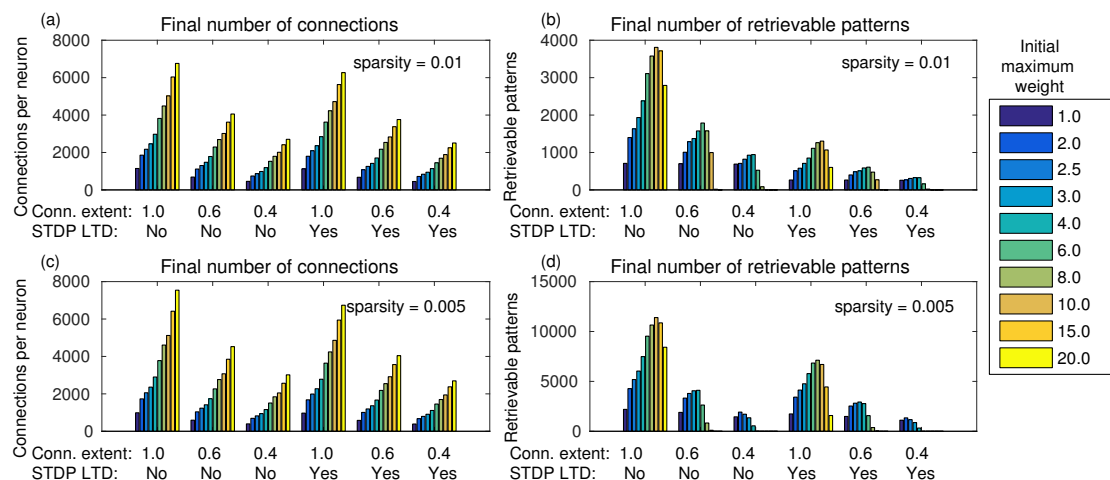 (a)
Final number of connections
Connections per neuron
8000
6000
4000
2000
0
sparsity = 0.01
Conn. extent: 1.0 0.6 0.4 1.0 0.6 0.4
STDP LTD: No No No Yes Yes Yes
(b)
Final number of retrievable patterns
Retrievable patterns
4000
3000
2000
1000
0
sparsity = 0.01
1.0 0.6 0.4 1.0 0.6 0.4
No No No Yes Yes Yes
(c)
Final number of connections
Connections per neuron
8000
6000
4000
2000
0
sparsity = 0.005
Conn. extent: 1.0 0.6 0.4 1.0 0.6 0.4
STDP LTD: No No No Yes Yes Yes
(d)
Final number of retrievable patterns
Retrievable patterns
15000
10000
5000
0
sparsity = 0.005
1.0 0.6 0.4 1.0 0.6 0.4
No No No Yes Yes Yes
Initial
maximum
weight
1.0
2.0
2.5
3.0
4.0
6.0
8.0
10.0
15.0
20.0